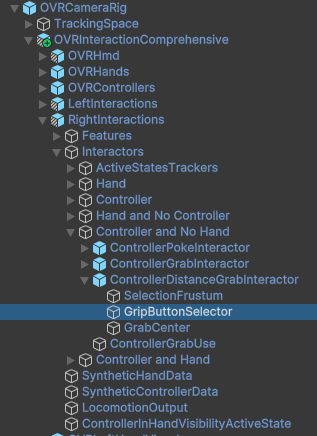 OVRCameraRig
TrackingSpace
OVRInteractionComprehensive
OVRHmd
OVRHands
OVRControllers
LeftInteractions
RightInteractions
Features
Interactors
ActiveStatesTrackers
Hand
Controller
Hand and No Controller
Controller and No Hand
ControllerPokeInteractor
ControllerGrabInteractor
ControllerDistanceGrabInteractor
SelectionFrustum
GripButtonSelector
GrabCenter
ControllerGrabUse
Controller and Hand
SyntheticHandData
SyntheticControllerData
LocomotionOutput
ControllerInHandVisibilityActiveState